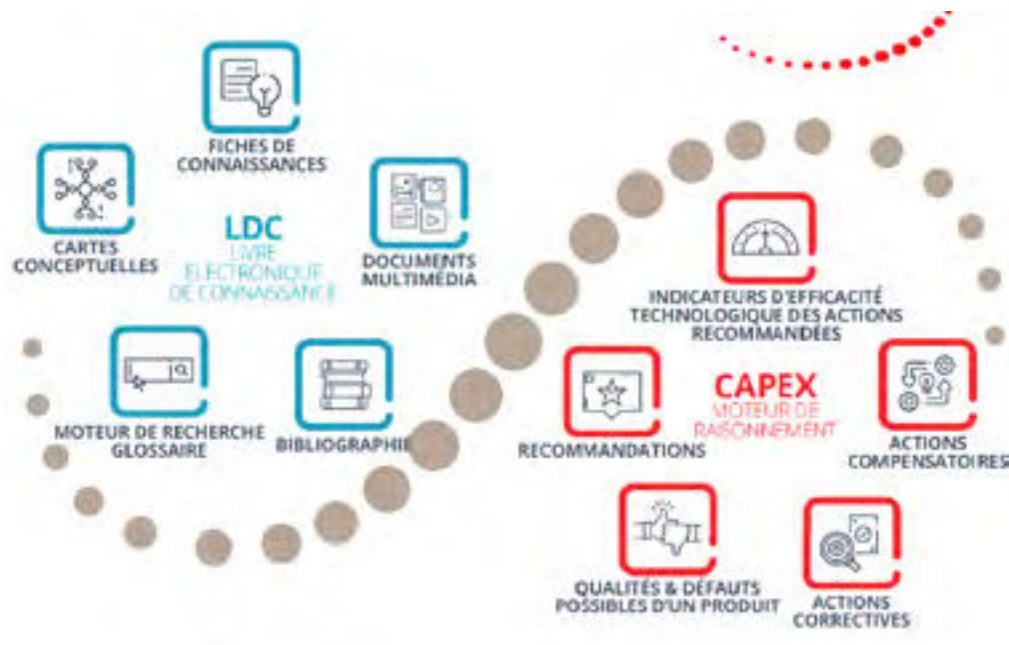 FICHES DE
CONNAISSANCES
CARTES
CONCEPTUELLES
LDC
LIVRE
ELECTRONIQUE
DE CONNAISSANCE
DOCUMENTS
MULTIMÉDIA
MOTEUR DE RECHERCHE
GLOSSAIRE
BIBLIOGRAPHIE
INDICATEURS D'EFFICACITÉ
TECHNOLOGIQUE DES ACTIONS
RECOMMANDÉES
RECOMMANDATIONS
CAPEX
MOTEUR DE
RAISONNEMENT
ACTIONS
COMPENSATOIRES
QUALITÉS & DÉFAUTS
POSSIBLES D'UN PRODUIT
ACTIONS
CORRECTIVES